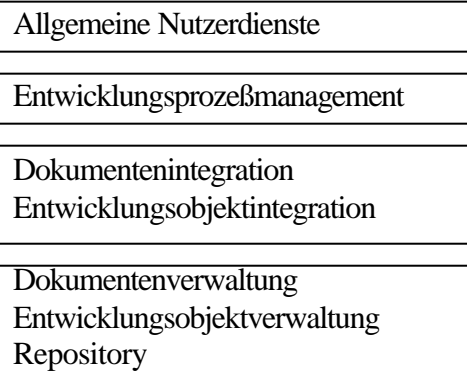 Allgemeine Nutzerdienste
Entwicklungsprozeßmanagement
Dokumentenintegration
Entwicklungsobjektintegration
Dokumentenverwaltung
Entwicklungsobjektverwaltung
Repository